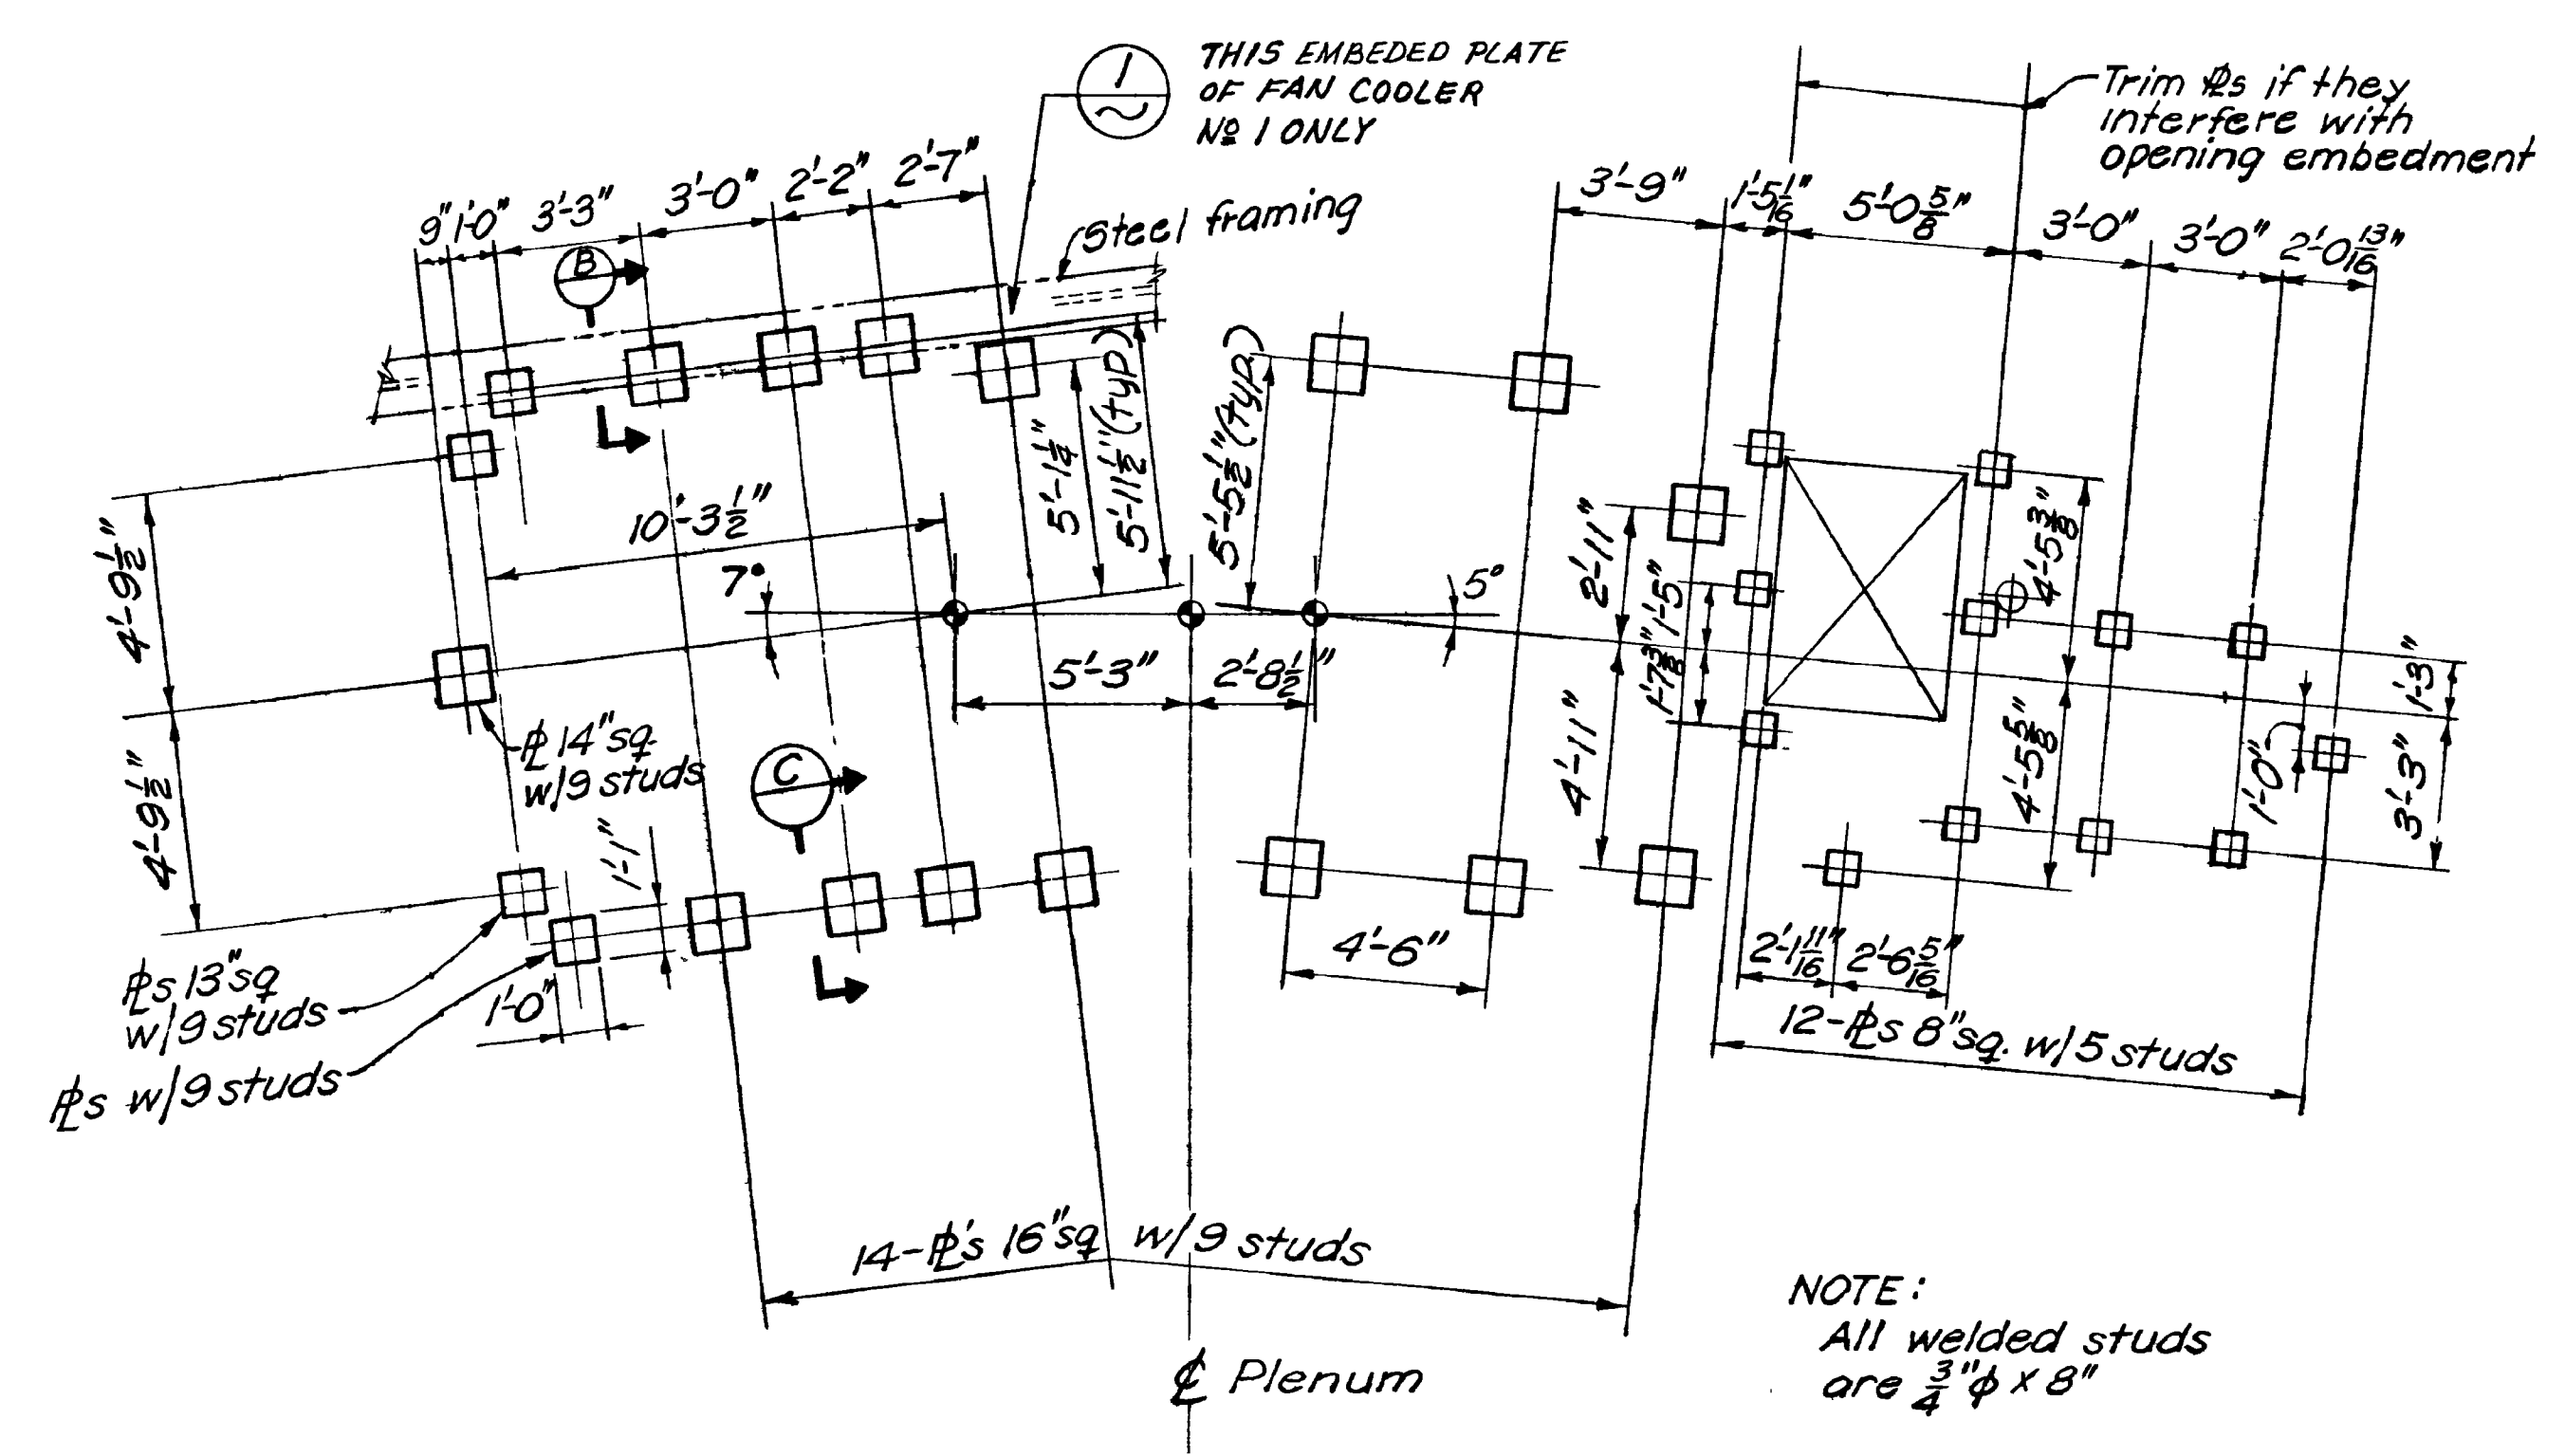 1
THIS EMBEDED PLATE
OF FAN COOLER
Nº 1 ONLY
Trim ⅊s if they
interfere with
opening embedment
9"
1'-0"
3'-3"
3'-0"
2'-2"
2'-7"
Steel framing
3'-9"
1'-5 1/16"
5'-0 5/8"
3'-0"
3'-0"
2'-0 13/16"
B
10'-3 1/2"
5'-1 1/4"
5'-11 1/2" (typ)
5'-5 1/2" (typ.)
7°
5°
4'-9 1/2"
4'-9 1/2"
5'-3"
2'-8 1/2"
2'-11"
4'-11"
1'-5"
1'-7 3/8"
4'-5 3/8"
4'-5 5/8"
1'-3"
1'-0"
3'-3"
⅊ 14" sq.
w/9 studs
C
1'-1"
1'-0"
⅊s 13" sq
w/9 studs
⅊s w/9 studs
4'-6"
2'-1 11/16"
2'-6 5/16"
12-⅊s 8" sq. w/5 studs
14-⅊'s 16" sq w/9 studs
℄ Plenum
NOTE:
All welded studs
are 3/4" ϕ x 8"